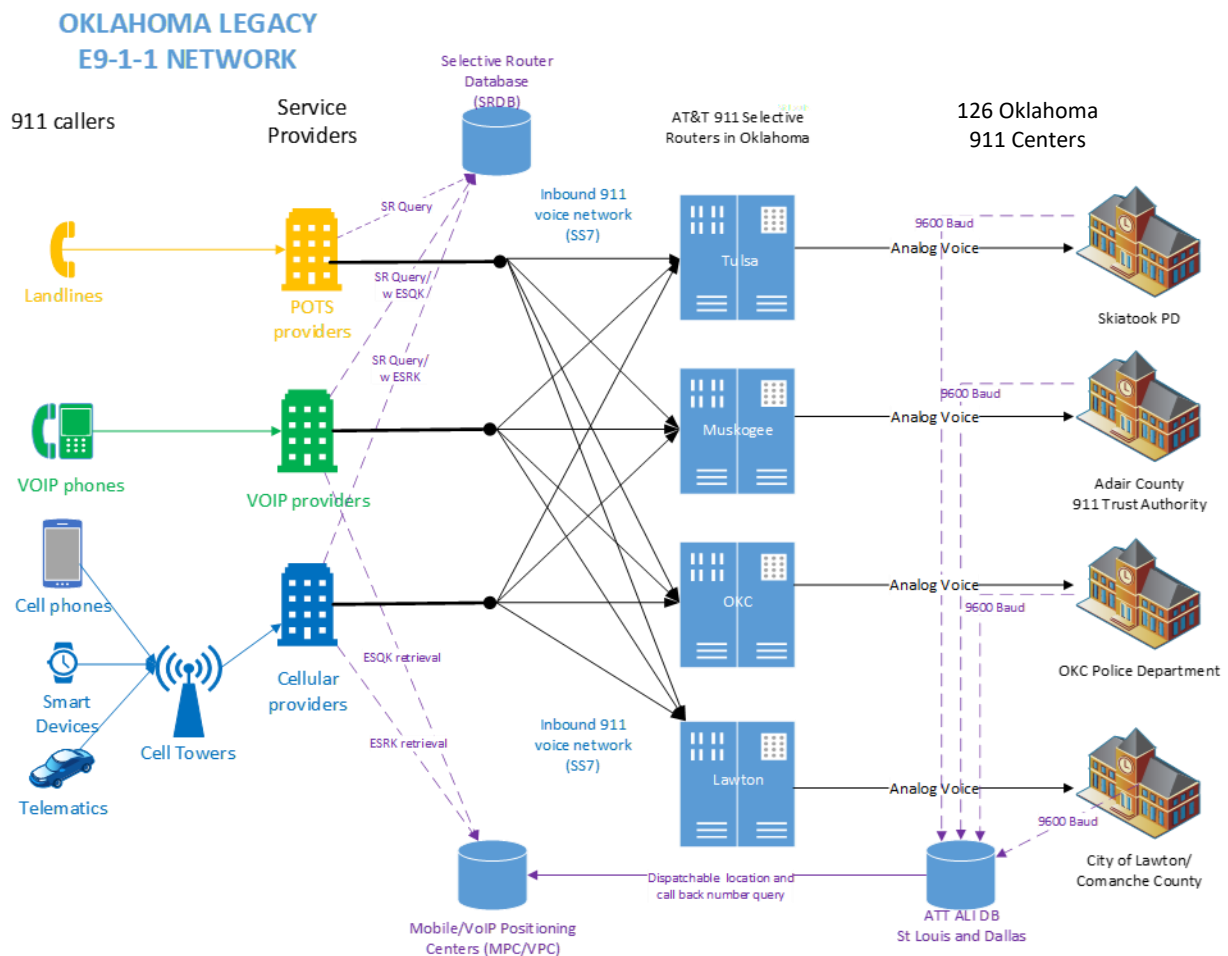 OKLAHOMA LEGACY
E9-1-1 NETWORK
911 callers
Service
Providers
Selective Router
Database
(SRDB)
AT&T 911 Selective
Routers in Oklahoma
126 Oklahoma
911 Centers
SR Query
Inbound 911
voice network
(SS7)
9600 Baud
Landlines
POTS
providers
SR Query/
w ESQK
Tulsa
Analog Voice
Skiatook PD
SR Query/
w ESRK
9600 Baud
VOIP phones
VOIP providers
Muskogee
Analog Voice
Adair County
911 Trust Authority
Cell phones
OKC
Analog Voice
9600 Baud
OKC Police Department
Smart
Devices
Cell Towers
Cellular
providers
ESQK retrieval
ESRK retrieval
Inbound 911
voice network
(SS7)
Telematics
Lawton
Analog Voice
9600 Baud
City of Lawton/
Comanche County
Dispatchable location and
call back number query
Mobile/VoIP Positioning
Centers (MPC/VPC)
ATT ALI DB
St Louis and Dallas